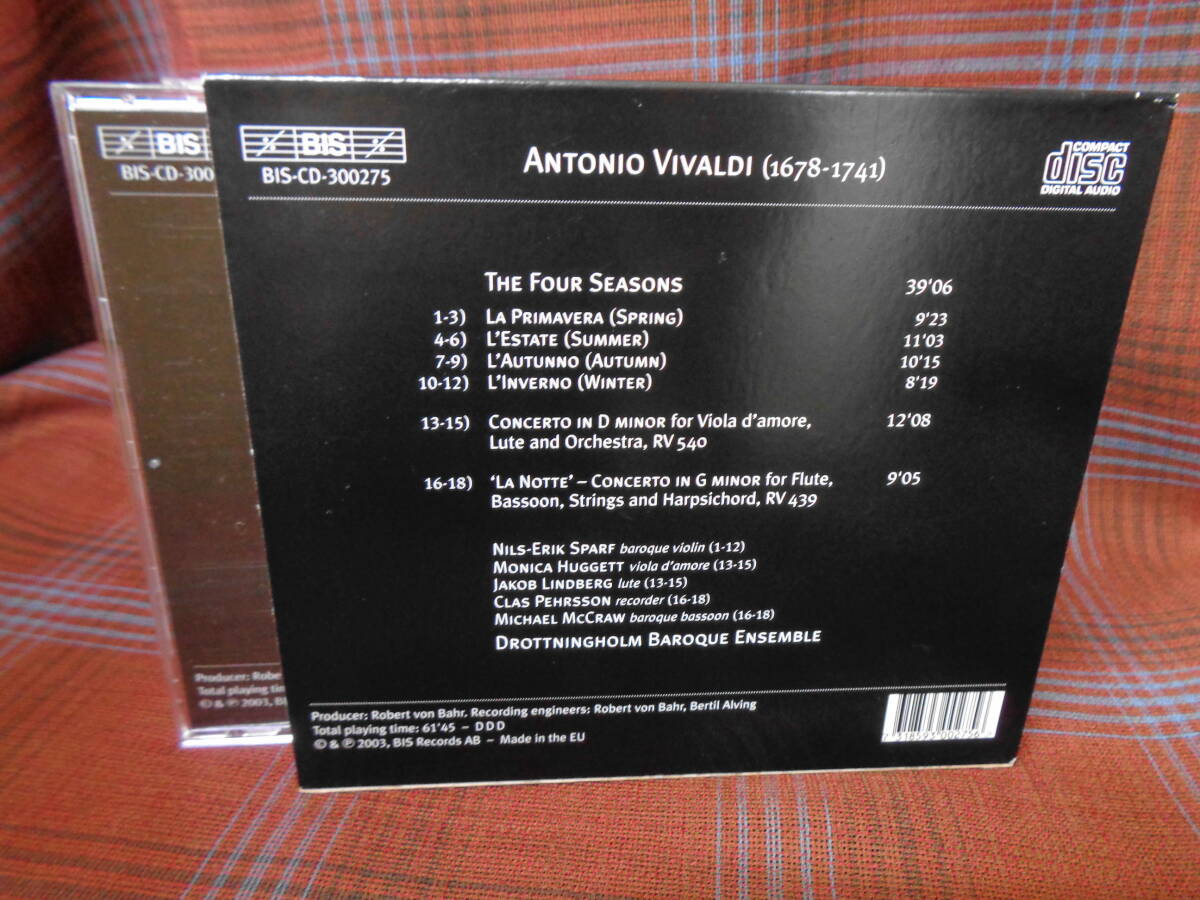 BIS
BIS-CD-300
Producer: Robe
Total playing tim
© & ℗ 2003, BI
BIS
BIS-CD-300275
ANTONIO VIVALDI (1678-1741)
COMPACT
disc
DIGITAL AUDIO
THE FOUR SEASONS 39'06
1-3) LA PRIMAVERA (SPRING) 9'23
4-6) L'ESTATE (SUMMER) 11'03
7-9) L'AUTUNNO (AUTUMN) 10'15
10-12) L'INVERNO (WINTER) 8'19
13-15) CONCERTO IN D MINOR for Viola d'amore, 12'08
Lute and Orchestra, RV 540
16-18) 'LA NOTTE' – CONCERTO IN G MINOR for Flute, 9'05
Bassoon, Strings and Harpsichord, RV 439
NILS-ERIK SPARF baroque violin (1-12)
MONICA HUGGETT viola d'amore (13-15)
JAKOB LINDBERG lute (13-15)
CLAS PEHRSSON recorder (16-18)
MICHAEL MCCRAW baroque bassoon (16-18)
DROTTNINGHOLM BAROQUE ENSEMBLE
Producer: Robert von Bahr. Recording engineers: Robert von Bahr, Bertil Alving
Total playing time: 61'45 – DDD
© & ℗ 2003, BIS Records AB – Made in the EU